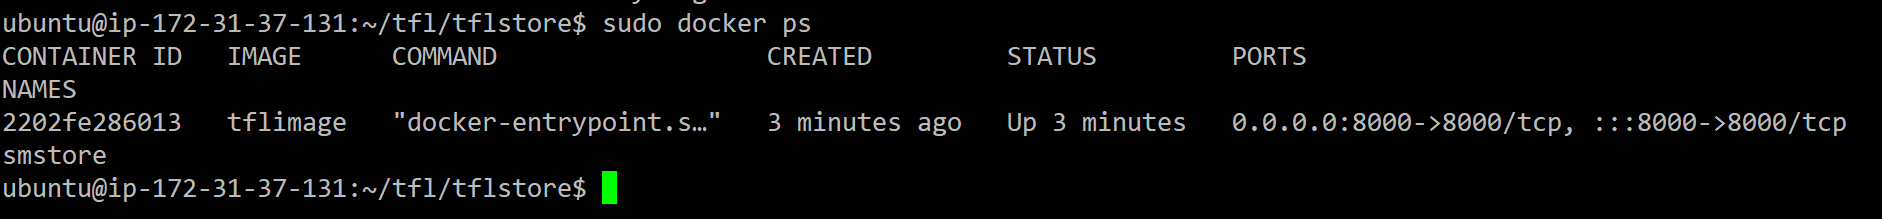 ubuntu@ip-172-31-37-131:~/tfl/tflstore$ sudo docker ps
CONTAINER ID   IMAGE      COMMAND                  CREATED         STATUS         PORTS
NAMES
2202fe286013   tflimage   "docker-entrypoint.s…"   3 minutes ago   Up 3 minutes   0.0.0.0:8000->8000/tcp, :::8000->8000/tcp
smstore
ubuntu@ip-172-31-37-131:~/tfl/tflstore$